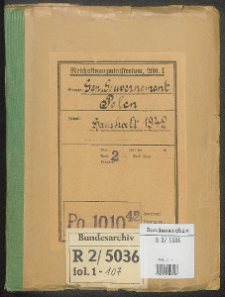 Reichsfinanzministerium, Abt. I
Gen. Gouvernement
Polen
Haushalt 1942
2
Po 1010 42
Bundesarchiv
R 2/ 5036
fol. 1 - 107
Bundesarchiv
R 2/ 5036